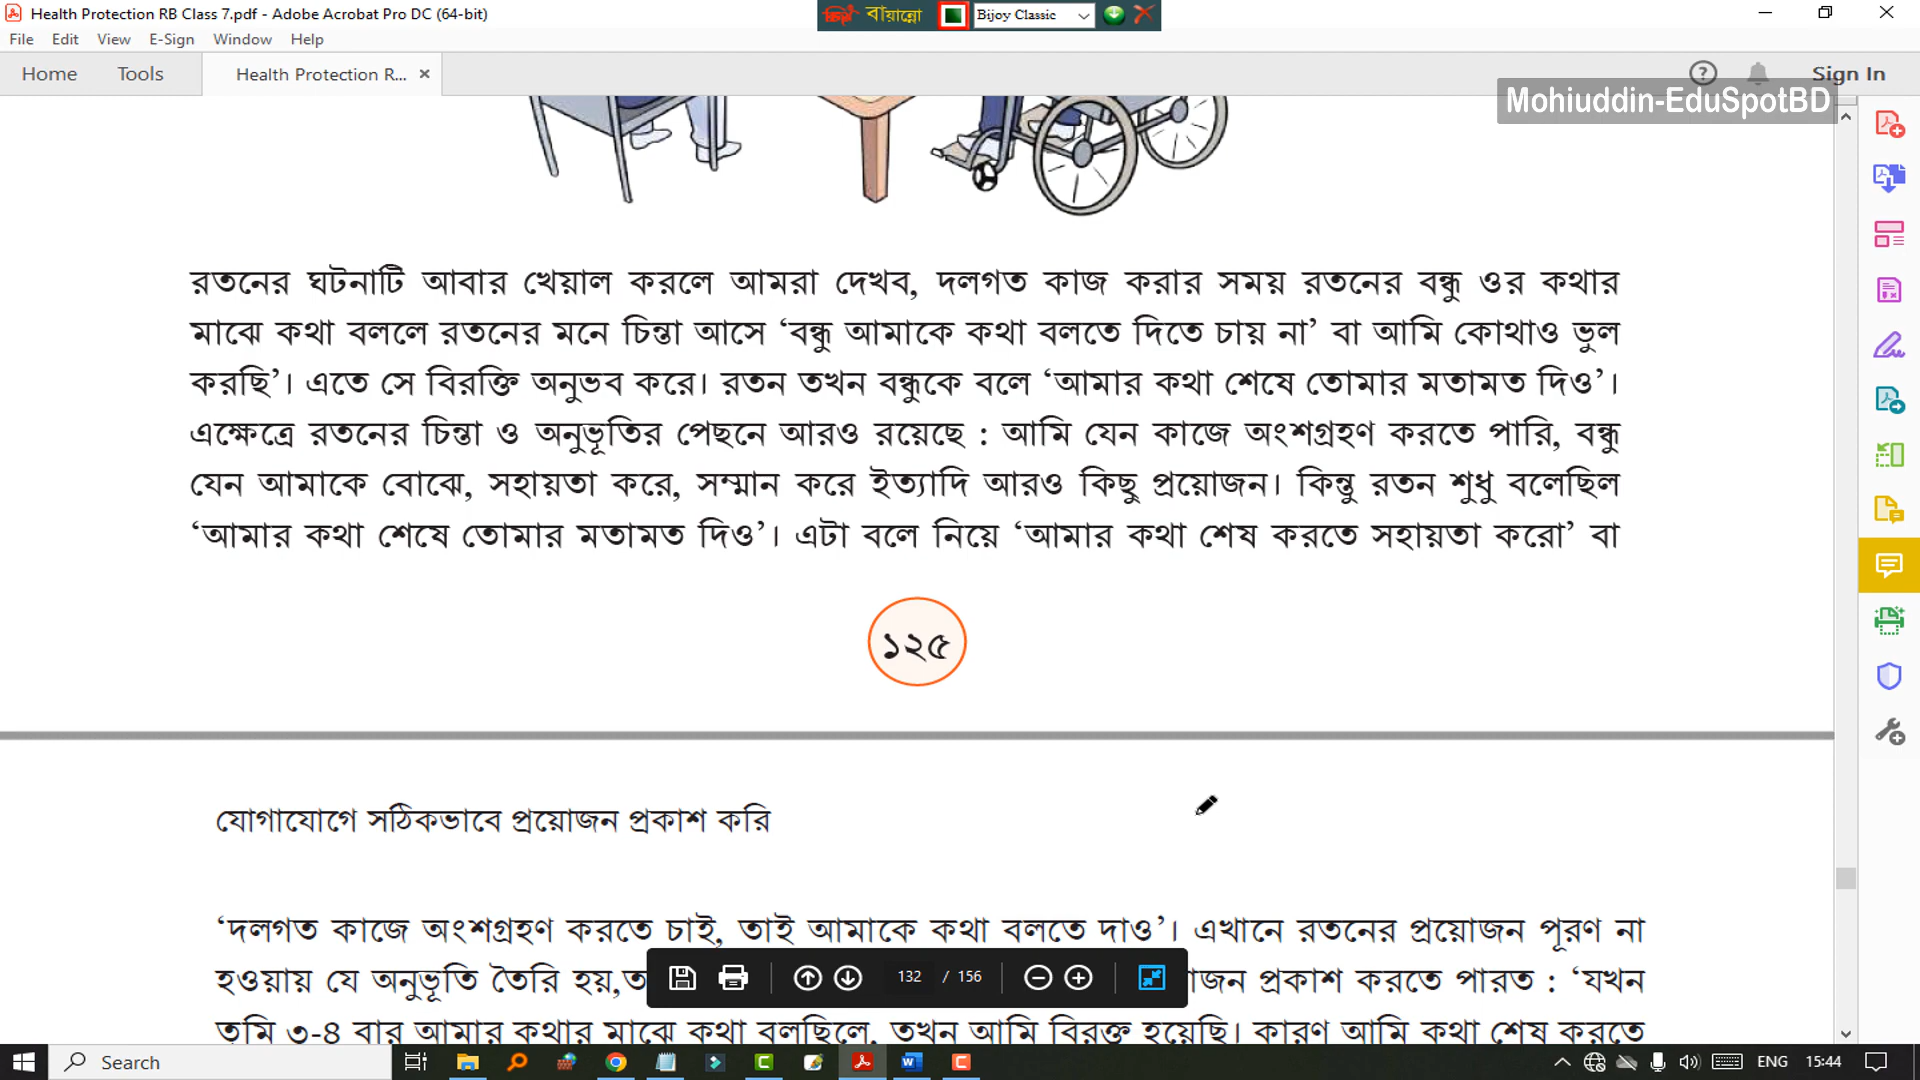 Health Protection RB Class 7.pdf - Adobe Acrobat Pro DC (64-bit)
বায়ান্নো
Bijoy Classic
File Edit View E-Sign Window Help
Home Tools Health Protection R... Sign In
Mohiuddin-EduSpotBD
রতনের ঘটনাটি আবার খেয়াল করলে আমরা দেখব, দলগত কাজ করার সময় রতনের বন্ধু ওর কথার
মাঝে কথা বললে রতনের মনে চিন্তা আসে ‘বন্ধু আমাকে কথা বলতে দিতে চায় না’ বা আমি কোথাও ভুল
করছি’। এতে সে বিরক্তি অনুভব করে। রতন তখন বন্ধুকে বলে ‘আমার কথা শেষে তোমার মতামত দিও’।
এক্ষেত্রে রতনের চিন্তা ও অনুভূতির পেছনে আরও রয়েছে : আমি যেন কাজে অংশগ্রহণ করতে পারি, বন্ধু
যেন আমাকে বোঝে, সহায়তা করে, সম্মান করে ইত্যাদি আরও কিছু প্রয়োজন। কিন্তু রতন শুধু বলেছিল
‘আমার কথা শেষে তোমার মতামত দিও’। এটা বলে নিয়ে ‘আমার কথা শেষ করতে সহায়তা করো’ বা
১২৫
যোগাযোগে সঠিকভাবে প্রয়োজন প্রকাশ করি
‘দলগত কাজে অংশগ্রহণ করতে চাই, তাই আমাকে কথা বলতে দাও’। এখানে রতনের প্রয়োজন পূরণ না
হওয়ায় যে অনুভূতি তৈরি হয়,ত জন প্রকাশ করতে পারত : ‘যখন
132 / 156
তুমি ৩-৪ বার আমার কথার মাঝে কথা বলছিলে, তখন আমি বিরক্ত হয়েছি। কারণ আমি কথা শেষ করতে
Search ENG 15:44